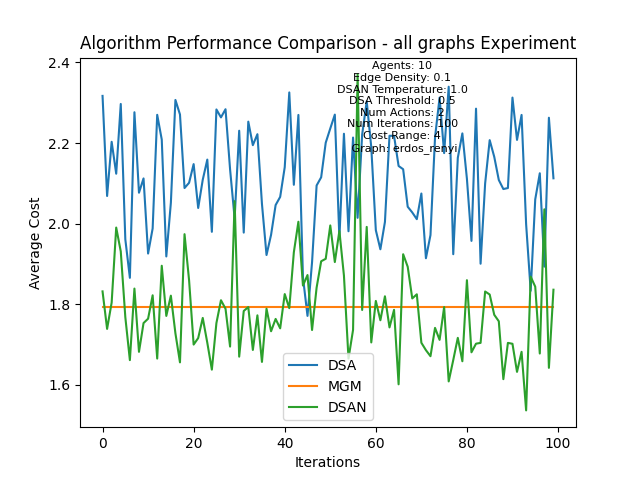 Algorithm Performance Comparison - all graphs Experiment
Agents: 10
Edge Density: 0.1
DSAN Temperature: 1.0
DSA Threshold: 0.5
Num Actions: 2
Num Iterations: 100
Cost Range: 4
Graph: erdos_renyi
Average Cost
2.4
2.2
2.0
1.8
1.6
DSA
MGM
DSAN
0
20
40
60
80
100
Iterations